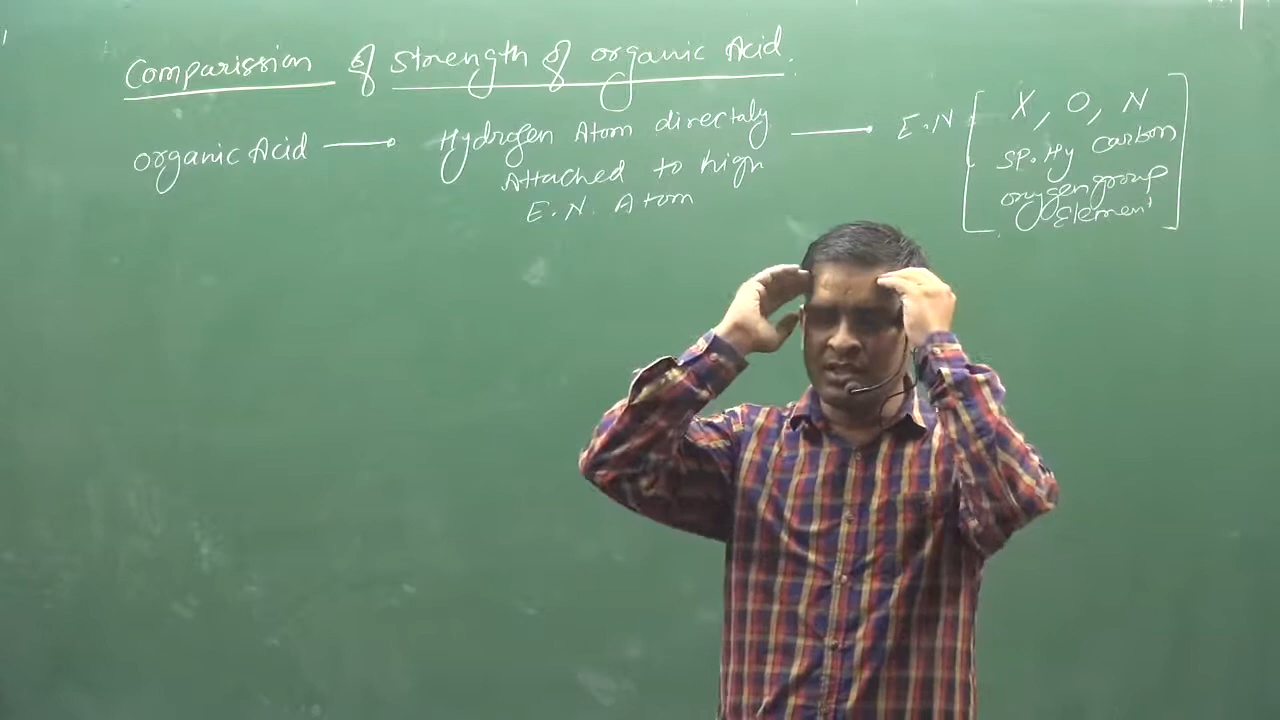 Comparission of strength of organic Acid.
organic Acid → Hydrogen Atom directaly → E.N
Attached to high
E.N. Atom
X, O, N
SP. Hy carbon
oxygen group
Element